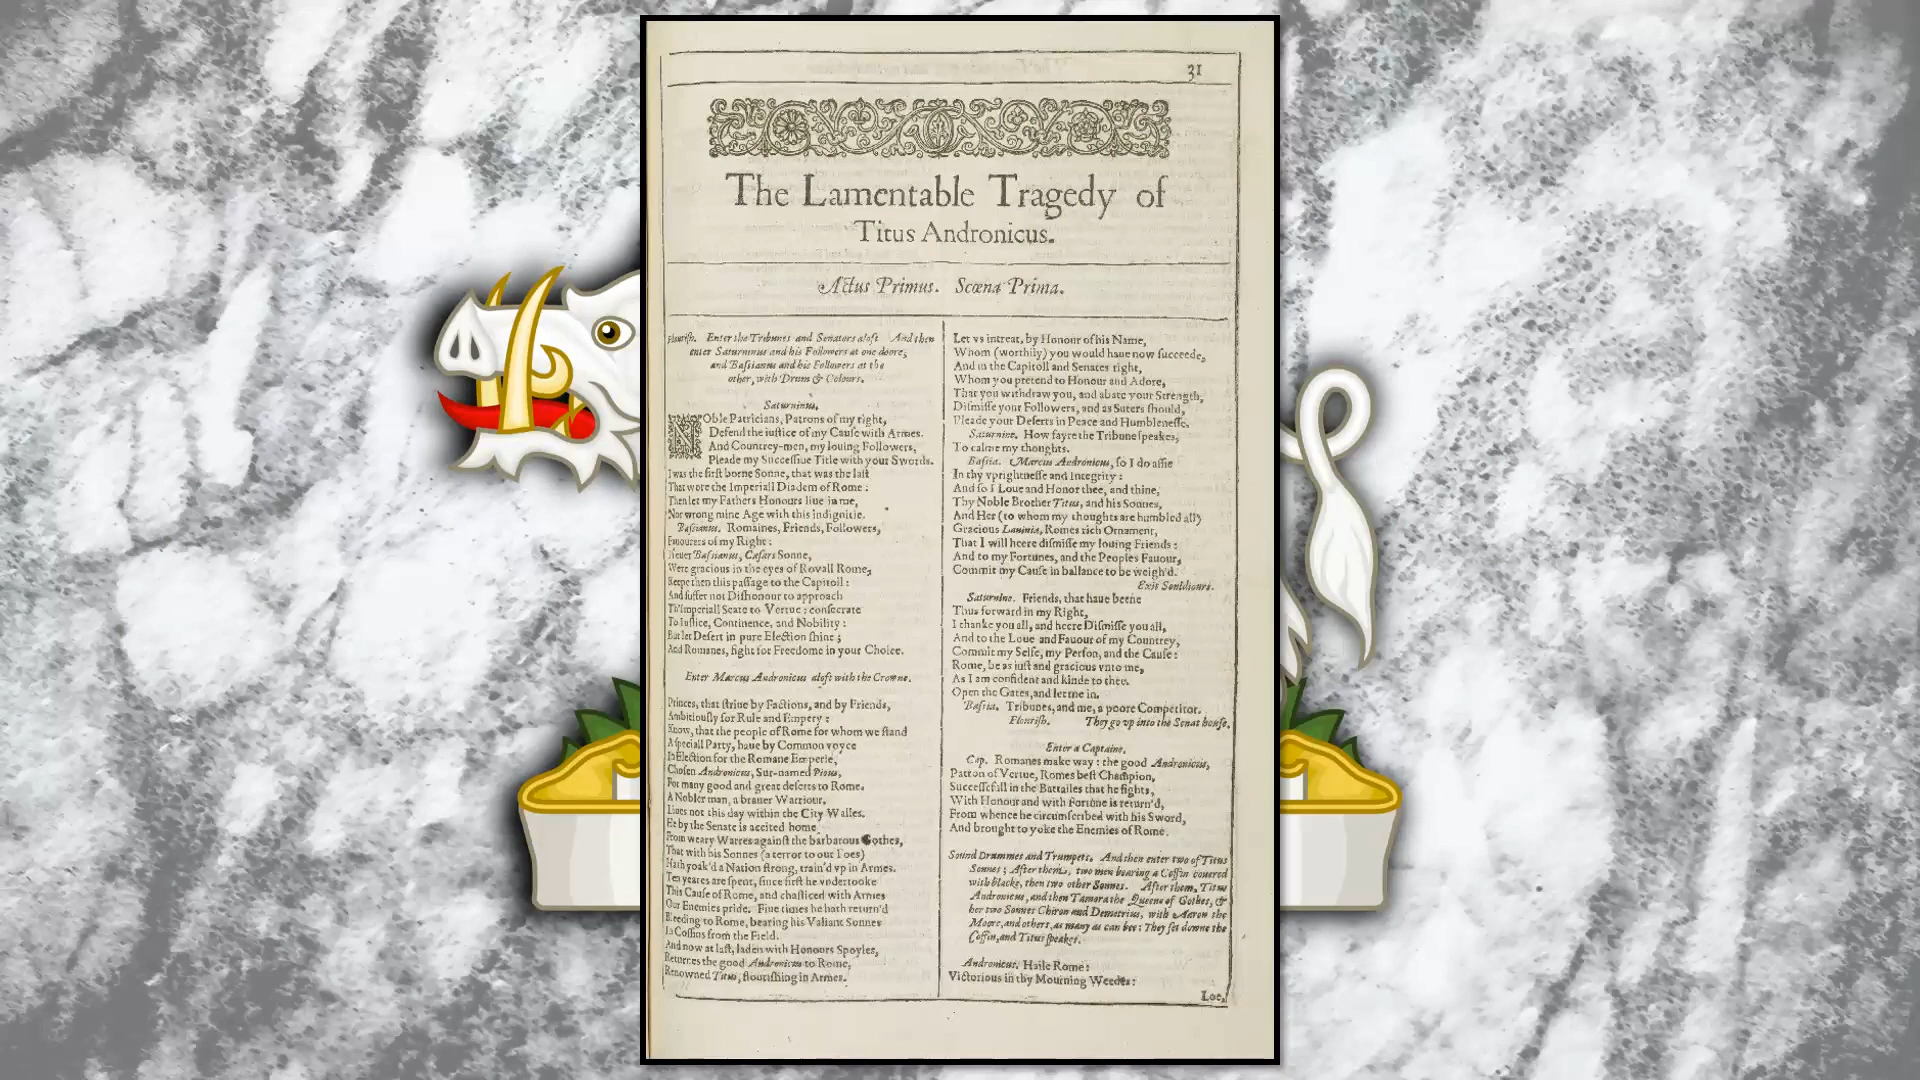 31
The Lamentable Tragedy of
Titus Andronicus.
Actus Primus. Scœna Prima.
Flourish. Enter the Tribunes and Senators aloft And then
enter Saturninus and his Followers at one doore,
and Baſsianus and his Followers at the
other, with Drum & Colours.
Saturninus.
NOble Patricians, Patrons of my right,
Defend the iuſtice of my Cauſe with Armes.
And Countrey-men, my louing Followers,
Pleade my Succeſſiue Title with your Swords.
I was the firſt borne Sonne, that was the laſt
That wore the Imperiall Diadem of Rome:
Then let my Fathers Honours liue in me,
Nor wrong mine Age with this indignitie.
Baſsianus. Romaines, Friends, Followers,
Fauourers of my Right:
If euer Baſsianus, Cæſars Sonne,
Were gracious in the eyes of Royall Rome,
Keepe then this paſſage to the Capitoll:
And ſuffer not Diſhonour to approach
Th'Imperiall Seate to Vertue: conſecrate
To Iuſtice, Continence, and Nobility:
But let Deſert in pure Election ſhine;
And Romanes, fight for Freedome in your Choice.
Enter Marcus Andronicus aloft with the Crowne.
Princes, that ſtriue by Factions, and by Friends,
Ambitiouſly for Rule and Empery:
Know, that the people of Rome for whom we ſtand
A ſpeciall Party, haue by Common voyce
In Election for the Romane Emperie,
Choſen Andronicus, Sur-named Pious,
For many good and great deſerts to Rome.
A Nobler man, a brauer Warriour,
Liues not this day within the City Walles.
He by the Senate is accited home
From weary Warres againſt the barbarous Gothes,
That with his Sonnes (a terror to our Foes)
Hath yoak'd a Nation ſtrong, train'd vp in Armes.
Ten yeares are ſpent, ſince firſt he vndertooke
This Cauſe of Rome, and chaſticed with Armes
Our Enemies pride. Fiue times he hath return'd
Bleeding to Rome, bearing his Valiant Sonnes
In Coffins from the Field.
And now at laſt, laden with Honours Spoyles,
Returnes the good Andronicus to Rome,
Renowned Titus, flouriſhing in Armes.
Let vs intreat, by Honour of his Name,
Whom (worthily) you would haue now ſucceede,
And in the Capitoll and Senates right,
Whom you pretend to Honour and Adore,
That you withdraw you, and abate your Strength,
Diſmiſſe your Followers, and as Suters ſhould,
Pleade your Deſerts in Peace and Humbleneſſe.
Saturnine. How fayre the Tribune ſpeakes,
To calme my thoughts.
Baſsia. Marcus Andronicus, ſo I do affie
In thy vprightneſſe and Integrity:
And ſo I Loue and Honor thee, and thine,
Thy Noble Brother Titus, and his Sonnes,
And Her (to whom my thoughts are humbled all)
Gracious Lauinia, Romes rich Ornament,
That I will heere diſmiſſe my louing Friends:
And to my Fortunes, and the Peoples Fauour,
Commit my Cauſe in ballance to be weigh'd.
Exit Souldiours.
Saturnine. Friends, that haue beene
Thus forward in my Right,
I thanke you all, and heere Diſmiſſe you all,
And to the Loue and Fauour of my Countrey,
Commit my Selfe, my Perſon, and the Cauſe:
Rome, be as iuſt and gracious vnto me,
As I am confident and kinde to thee.
Open the Gates, and let me in.
Baſsia. Tribunes, and me, a poore Competitor.
Flouriſh. They go vp into the Senat houſe.
Enter a Captaine.
Cap. Romanes make way: the good Andronicus,
Patron of Vertue, Romes beſt Champion,
Succeſſefull in the Battailes that he fights,
With Honour and with Fortune is return'd,
From whence he circumſcribed with his Sword,
And brought to yoke the Enemies of Rome.
Sound Drummes and Trumpets. And then enter two of Titus
Sonnes; After them, two men bearing a Coffin couered
with blacke, then two other Sonnes. After them, Titus
Andronicus, and then Tamora the Queene of Gothes, &
her two Sonnes Chiron and Demetrius, with Aaron the
Moore, and others, as many as can bee: They ſet downe the
Coffin, and Titus ſpeakes.
Andronicus. Haile Rome:
Victorious in thy Mourning Weedes:
Loe,